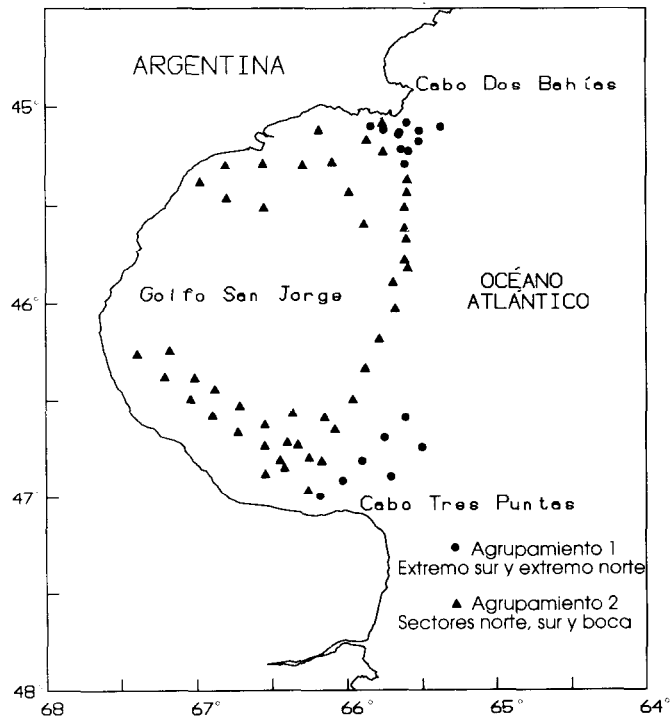 ARGENTINA
Cabo Dos Bahías
45°
46°
47
48
Golfo San Jorge
OCÉANO
ATLÁNTICO
Cabo Tres Puntas
● Agrupamiento 1
Extremo sur y extremo norte
▲ Agrupamiento 2
Sectores norte, sur y boca
68 67 66 65 64°